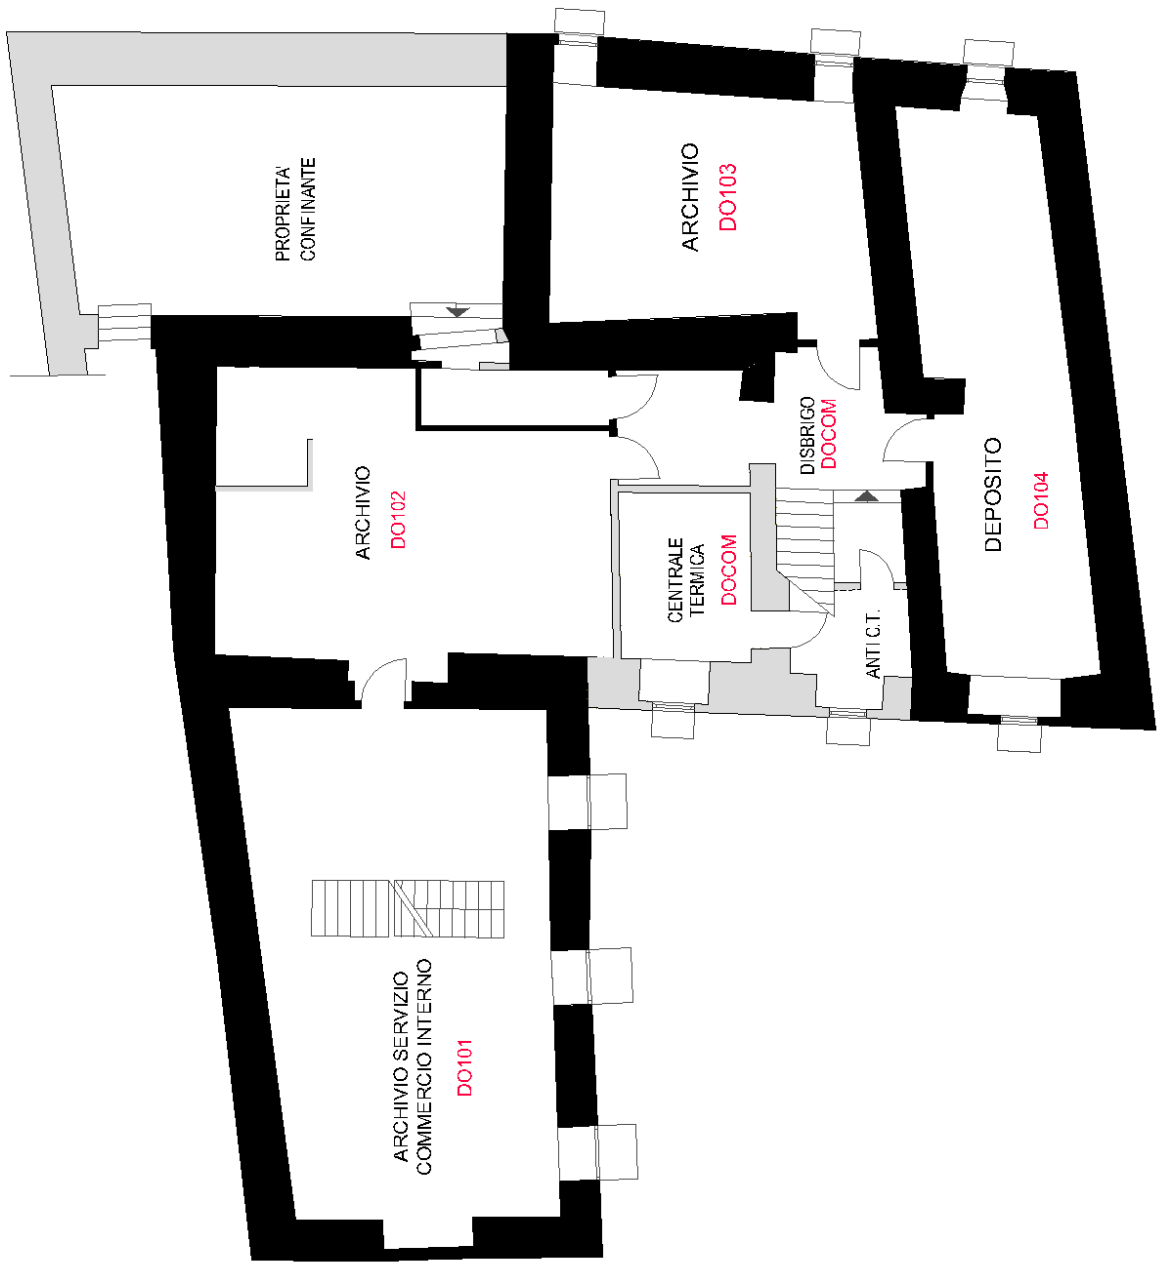 PROPRIETA'
CONFINANTE
ARCHIVIO
DO103
ARCHIVIO
DO102
DISBRIGO
DOCOM
DEPOSITO
DO104
CENTRALE
TERMICA
DOCOM
ANTI C.T.
ARCHIVIO SERVIZIO
COMMERCIO INTERNO
DO101